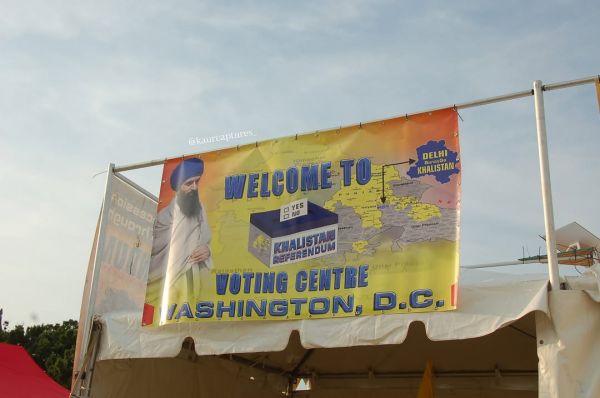 @kaurcaptures_
WELCOME TO
DELHI
BANEGA
KHALISTAN
YES
NO
KHALISTAN
REFERENDUM
VOTING CENTRE
WASHINGTON, D.C.